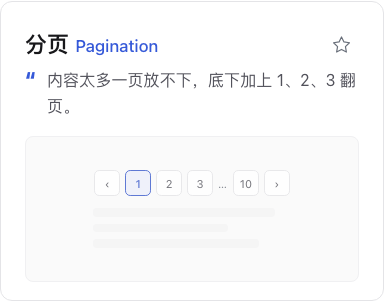 分页 Pagination
“ 内容太多一页放不下，底下加上 1、2、3 翻
页。
‹ 1 2 3 ... 10 ›